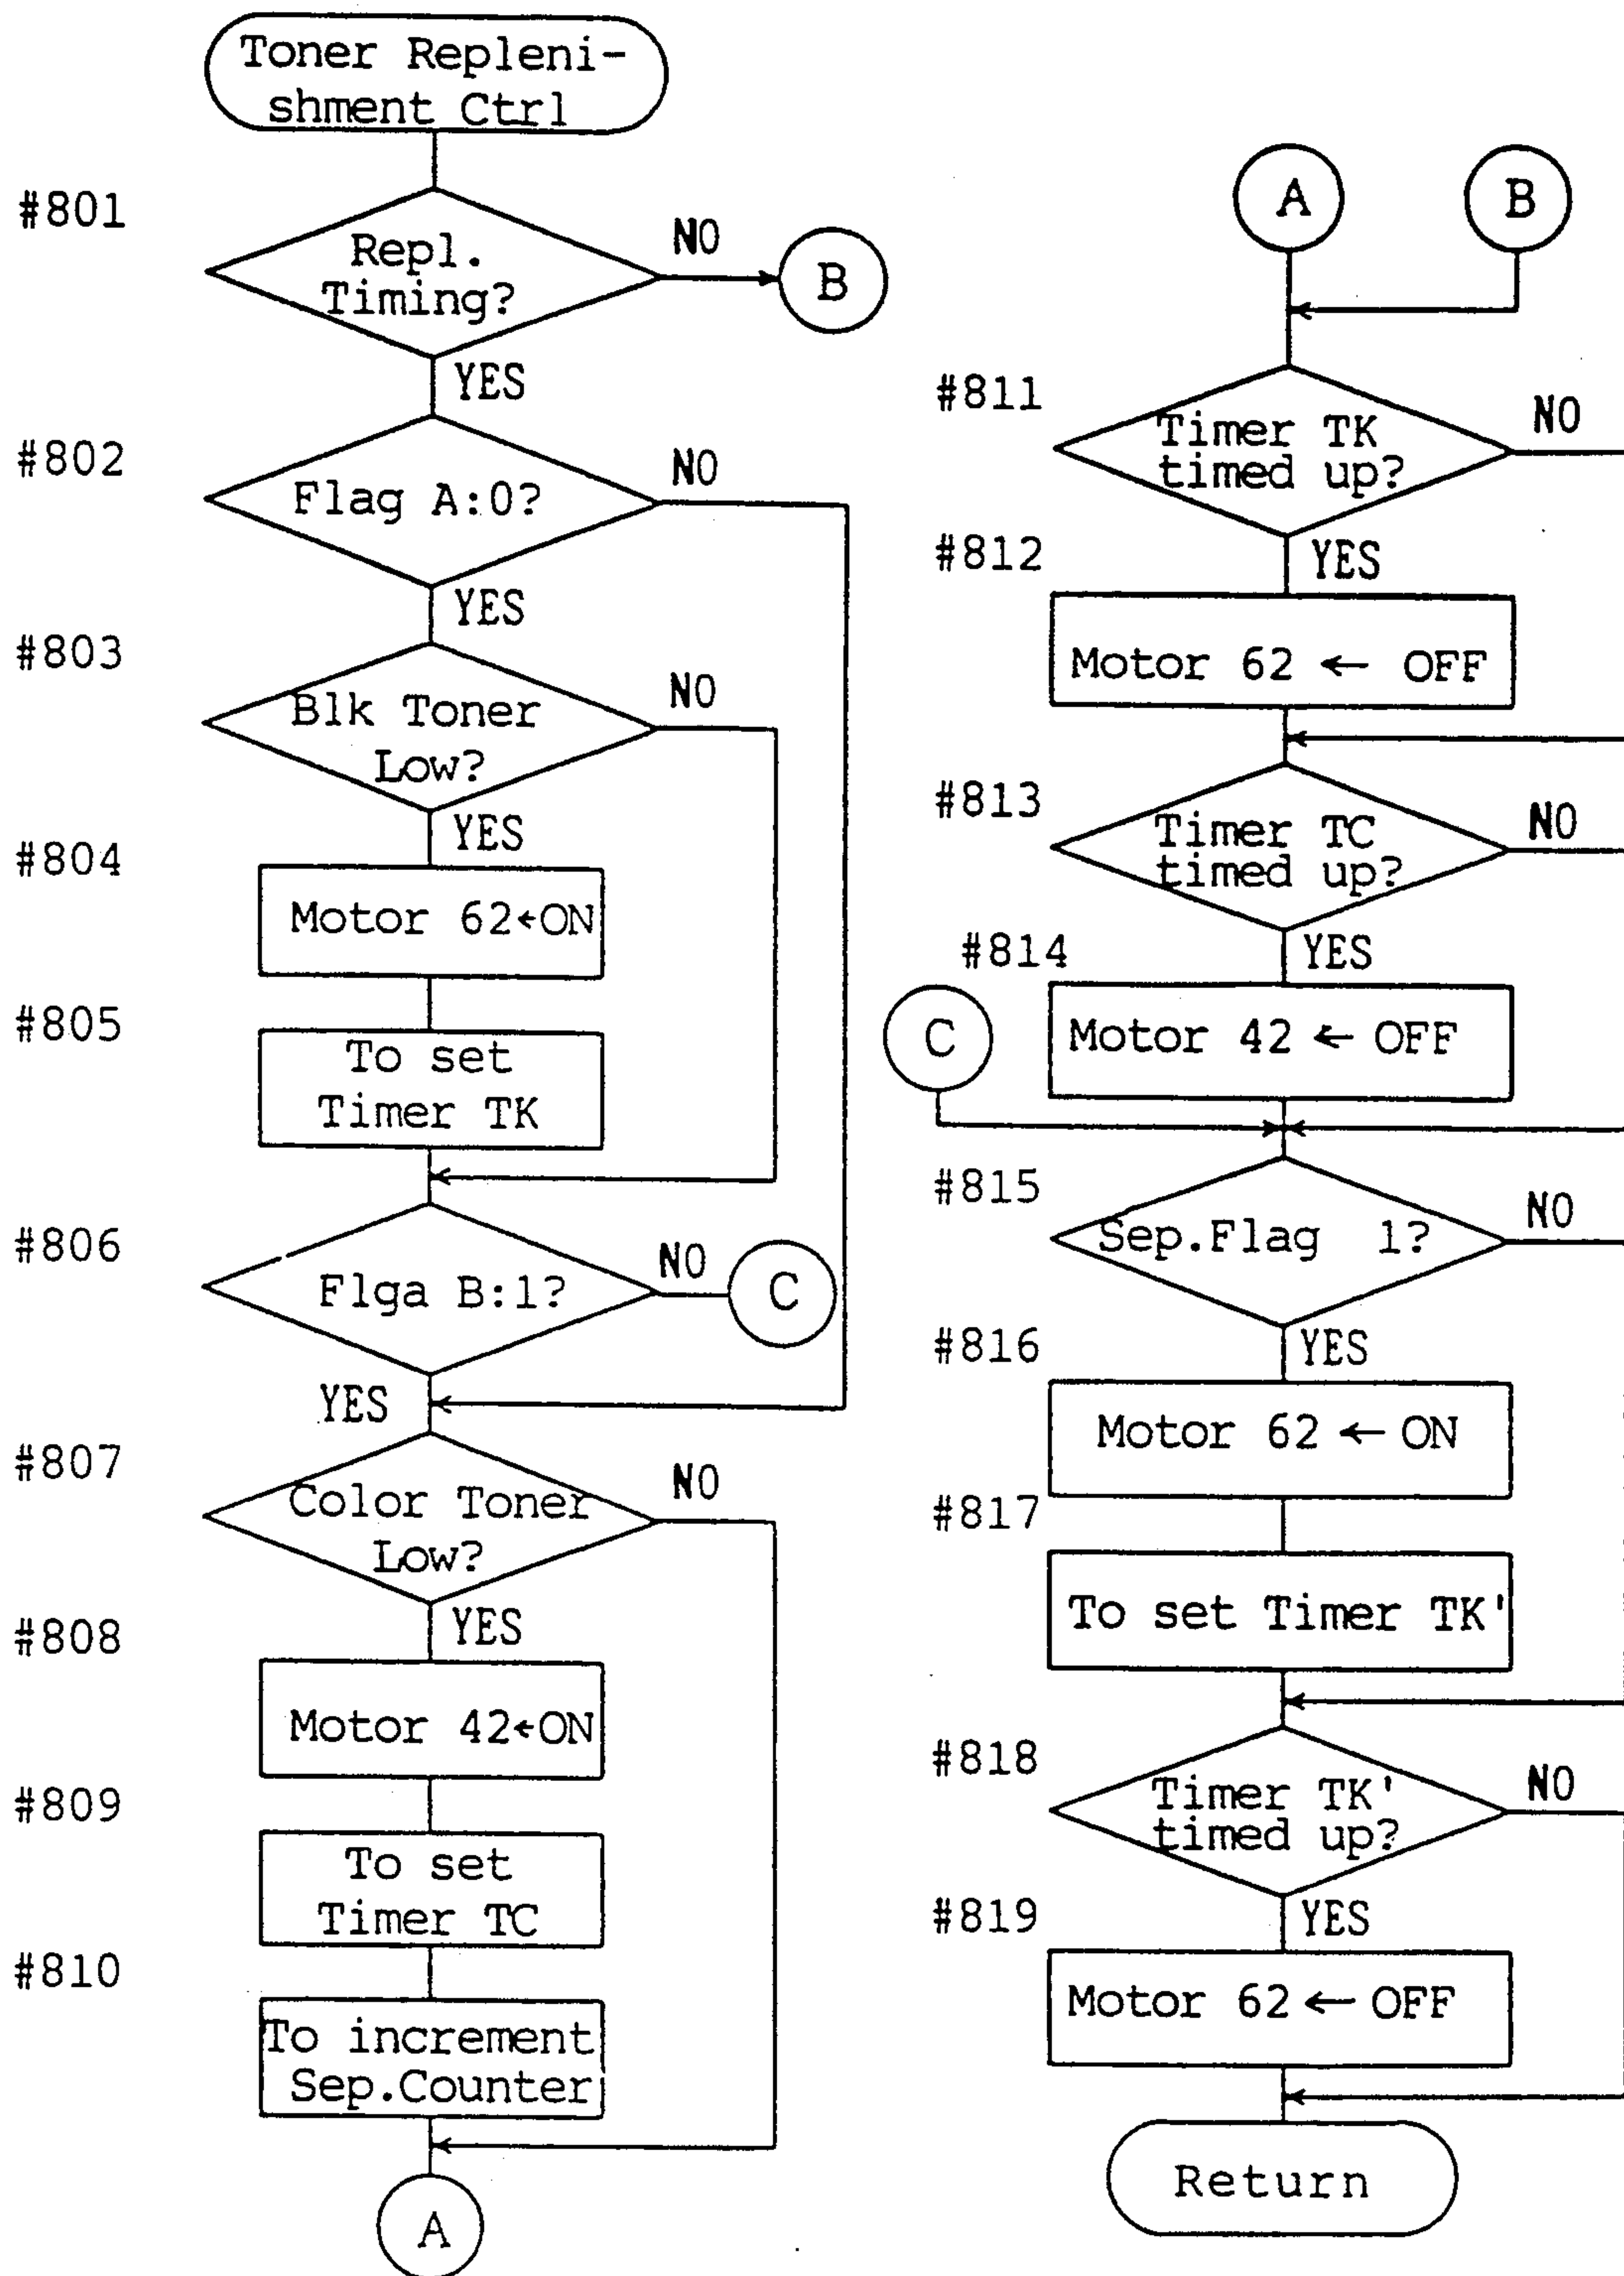 Toner Repleni-
shment Ctrl
#801
Repl.
Timing?
NO
B
YES
#802
Flag A:0?
NO
YES
#803
Blk Toner
Low?
NO
YES
#804
Motor 62←ON
#805
To set
Timer TK
#806
Flga B:1?
NO
C
YES
#807
Color Toner
Low?
NO
YES
#808
Motor 42←ON
#809
To set
Timer TC
#810
To increment
Sep.Counter
A
A
B
#811
Timer TK
timed up?
NO
YES
#812
Motor 62 ← OFF
#813
Timer TC
timed up?
NO
YES
#814
Motor 42 ← OFF
C
#815
Sep.Flag 1?
NO
YES
#816
Motor 62 ← ON
#817
To set Timer TK'
#818
Timer TK'
timed up?
NO
YES
#819
Motor 62 ← OFF
Return